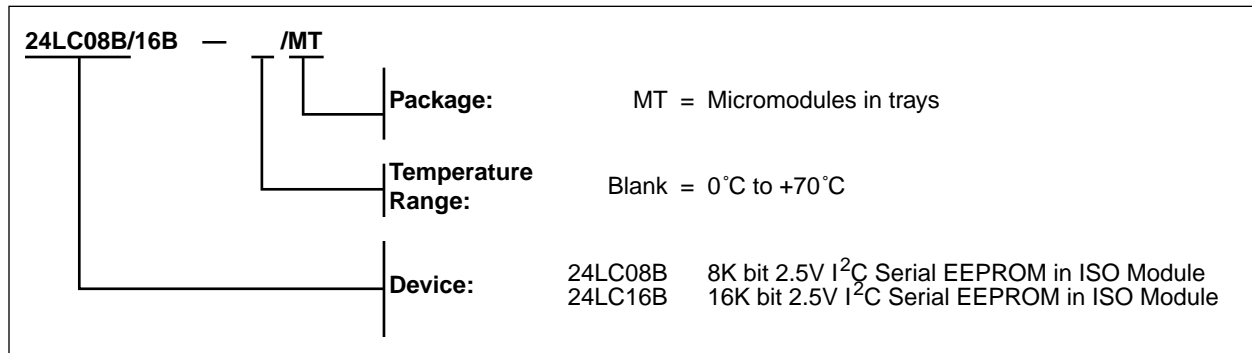 24LC08B/16B — _ /MT
Package: MT = Micromodules in trays
Temperature
Range: Blank = 0°C to +70°C
Device: 24LC08B 8K bit 2.5V I²C Serial EEPROM in ISO Module
24LC16B 16K bit 2.5V I²C Serial EEPROM in ISO Module